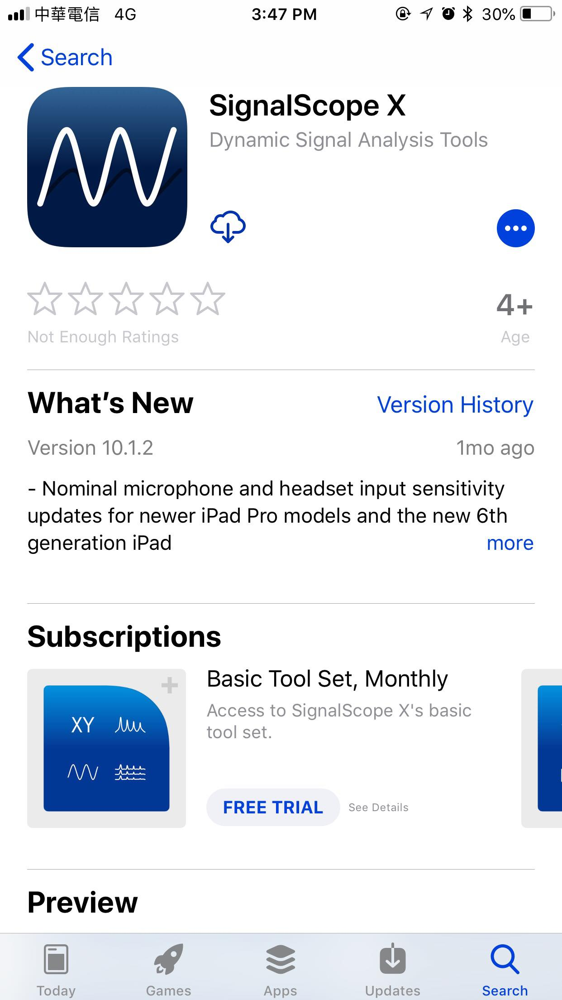 中華電信 4G 3:47 PM 30%
Search
SignalScope X
Dynamic Signal Analysis Tools
4+
Not Enough Ratings
Age
What's New
Version History
Version 10.1.2
1mo ago
- Nominal microphone and headset input sensitivity
updates for newer iPad Pro models and the new 6th
generation iPad
more
Subscriptions
XY
Basic Tool Set, Monthly
Access to SignalScope X's basic
tool set.
FREE TRIAL
See Details
Preview
Today
Games
Apps
Updates
Search